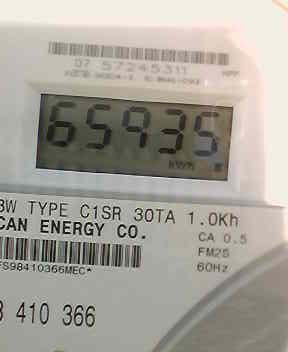 07 57245311
65935
kWh
3W TYPE C1SR 30TA 1.0Kh
CAN ENERGY CO.
CA 0.5
FM2S
60Hz
FS98410366MEC*
8 410 366